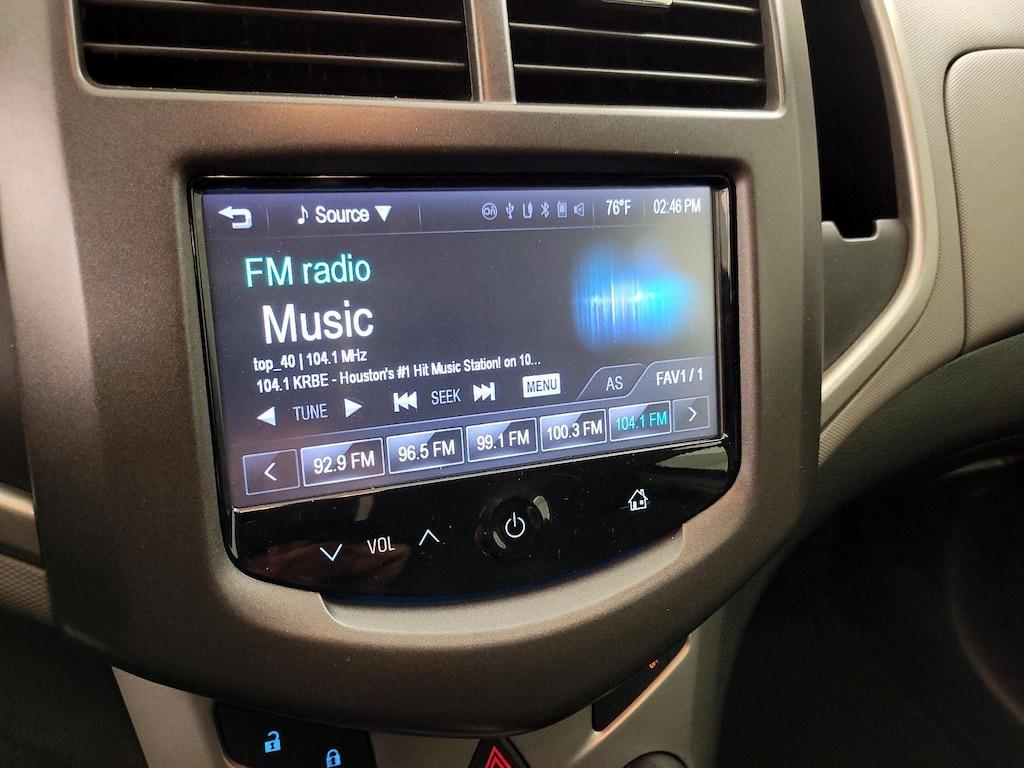 Source 76°F 02:46 PM
FM radio
Music
top_40 | 104.1 MHz
104.1 KRBE - Houston's #1 Hit Music Station! on 10...
TUNE SEEK MENU AS FAV1 / 1
92.9 FM 96.5 FM 99.1 FM 100.3 FM 104.1 FM
VOL